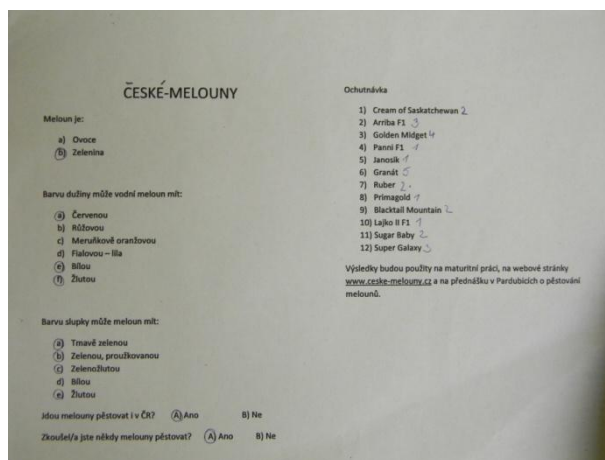 ČESKÉ-MELOUNY
Meloun je:
a) Ovoce
b) Zelenina
Barvu dužiny může vodní meloun mít:
a) Červenou
b) Růžovou
c) Meruňkově oranžovou
d) Fialovou – lila
e) Bílou
f) Žlutou
Barvu slupky může meloun mít:
a) Tmavě zelenou
b) Zelenou, proužkovanou
c) Zelenožlutou
d) Bílou
e) Žlutou
Jdou melouny pěstovat i v ČR? A) Ano B) Ne
Zkoušel/a jste někdy melouny pěstovat? A) Ano B) Ne
Ochutnávka
1) Cream of Saskatchewan 2
2) Arriba F1 3
3) Golden Midget 4
4) Panni F1 1
5) Janosik 1
6) Granát 5
7) Ruber 2.
8) Primagold 1
9) Blacktail Mountain 2
10) Lajko II F1 1
11) Sugar Baby 2
12) Super Galaxy 3
Výsledky budou použity na maturitní práci, na webové stránky
www.ceske-melouny.cz a na přednášku v Pardubicích o pěstování
melounů.